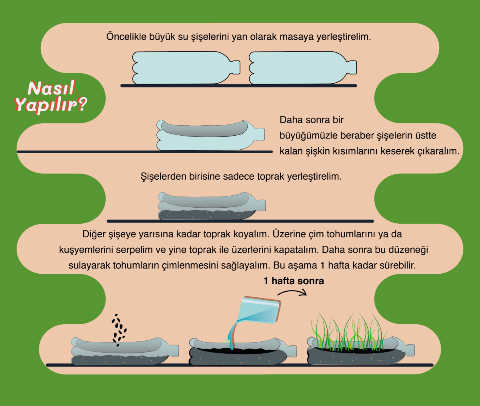 Öncelikle büyük su şişelerini yan olarak masaya yerleştirelim.
Nasıl
Yapılır?
Daha sonra bir
büyüğümüzle beraber şişelerin üstte
kalan şişkin kısımlarını keserek çıkaralım.
Şişelerden birisine sadece toprak yerleştirelim.
Diğer şişeye yarısına kadar toprak koyalım. Üzerine çim tohumlarını ya da
kuşyemlerini serpelim ve yine toprak ile üzerlerini kapatalım. Daha sonra bu düzeneği
sulayarak tohumların çimlenmesini sağlayalım. Bu aşama 1 hafta kadar sürebilir.
1 hafta sonra